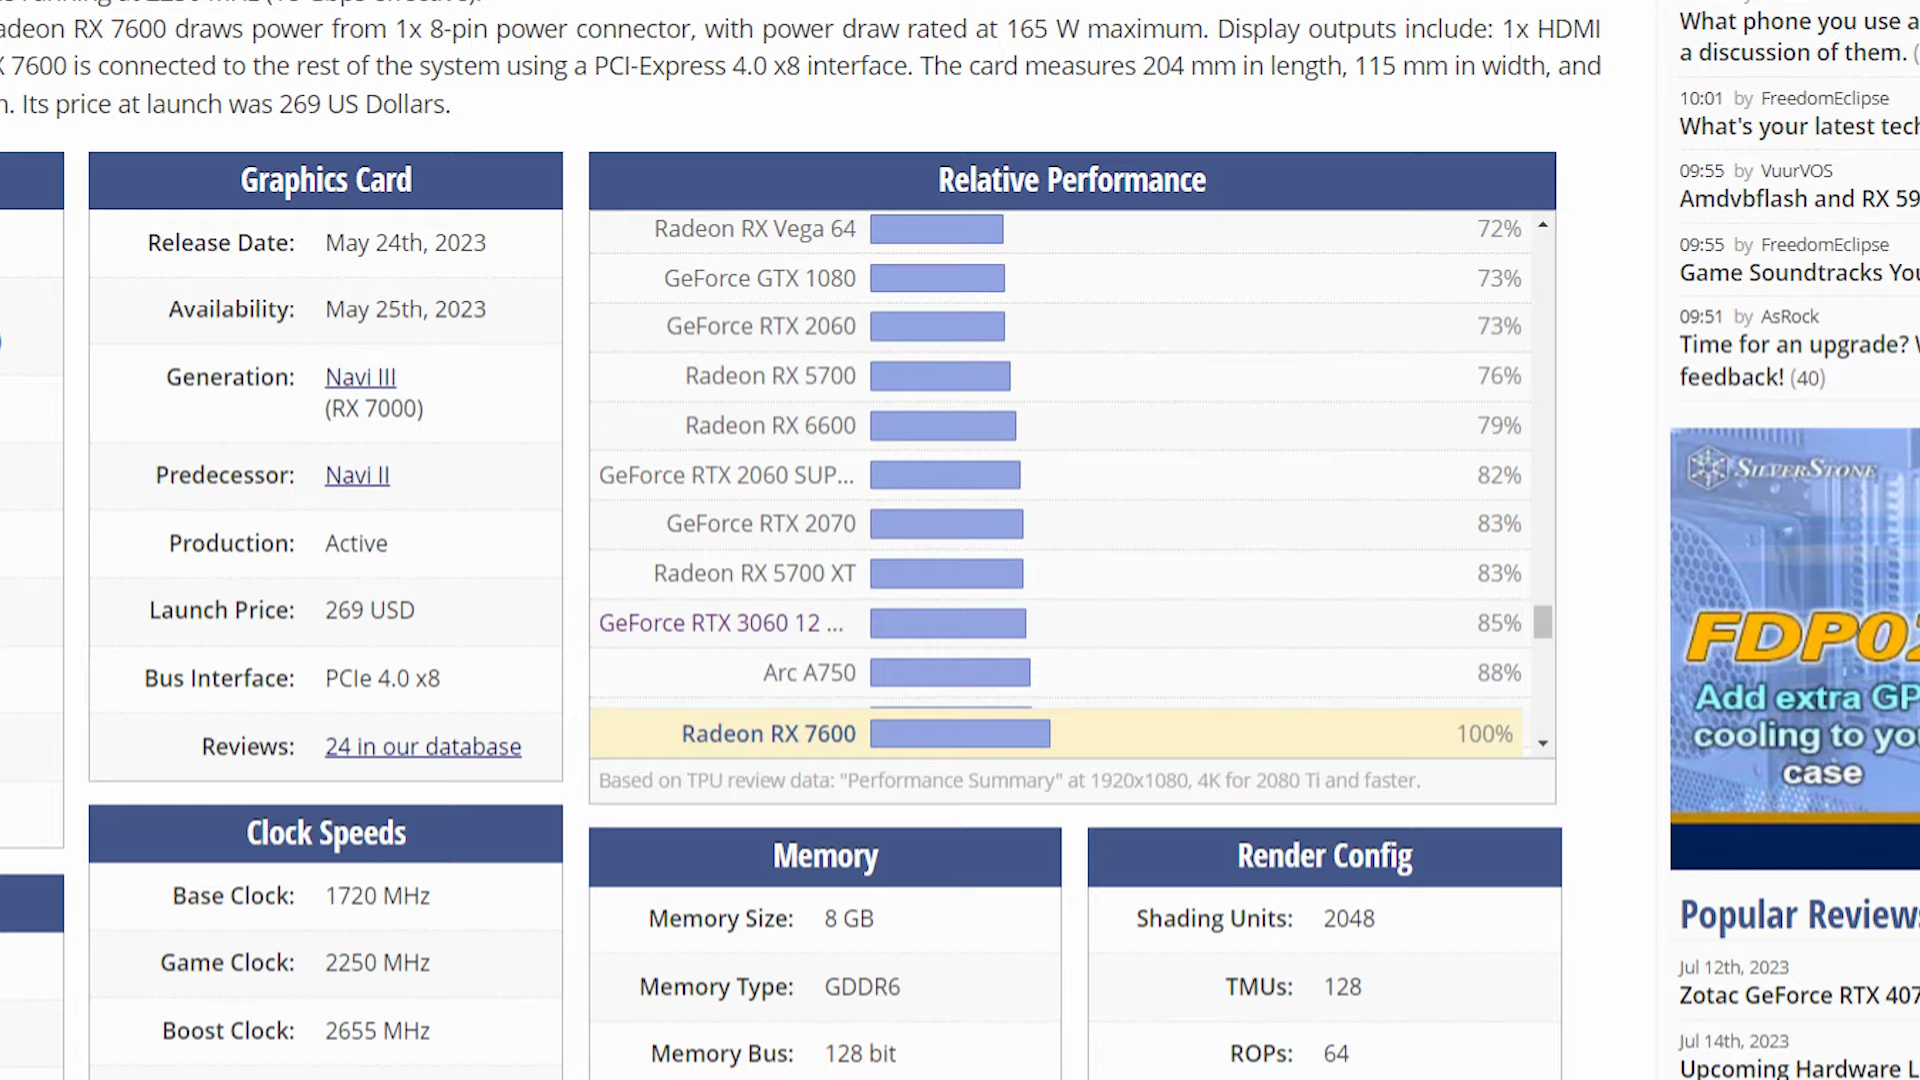 adeon RX 7600 draws power from 1x 8-pin power connector, with power draw rated at 165 W maximum. Display outputs include: 1x HDMI
7600 is connected to the rest of the system using a PCI-Express 4.0 x8 interface. The card measures 204 mm in length, 115 mm in width, and
. Its price at launch was 269 US Dollars.
Graphics Card
Release Date: May 24th, 2023
Availability: May 25th, 2023
Generation: Navi III
(RX 7000)
Predecessor: Navi II
Production: Active
Launch Price: 269 USD
Bus Interface: PCIe 4.0 x8
Reviews: 24 in our database
Clock Speeds
Base Clock: 1720 MHz
Game Clock: 2250 MHz
Boost Clock: 2655 MHz
Relative Performance
Radeon RX Vega 64 72%
GeForce GTX 1080 73%
GeForce RTX 2060 73%
Radeon RX 5700 76%
Radeon RX 6600 79%
GeForce RTX 2060 SUP... 82%
GeForce RTX 2070 83%
Radeon RX 5700 XT 83%
GeForce RTX 3060 12 ... 85%
Arc A750 88%
Radeon RX 7600 100%
Based on TPU review data: "Performance Summary" at 1920x1080, 4K for 2080 Ti and faster.
Memory
Memory Size: 8 GB
Memory Type: GDDR6
Memory Bus: 128 bit
Render Config
Shading Units: 2048
TMUs: 128
ROPs: 64
What phone you use a
a discussion of them. (
10:01 by FreedomEclipse
What's your latest tech
09:55 by VuurVOS
Amdvbflash and RX 59
09:55 by FreedomEclipse
Game Soundtracks You
09:51 by AsRock
Time for an upgrade?
feedback! (40)
SILVERSTONE
FDP02
Add extra GP
cooling to yo
case
Popular Reviews
Jul 12th, 2023
Zotac GeForce RTX 407
Jul 14th, 2023
Upcoming Hardware L